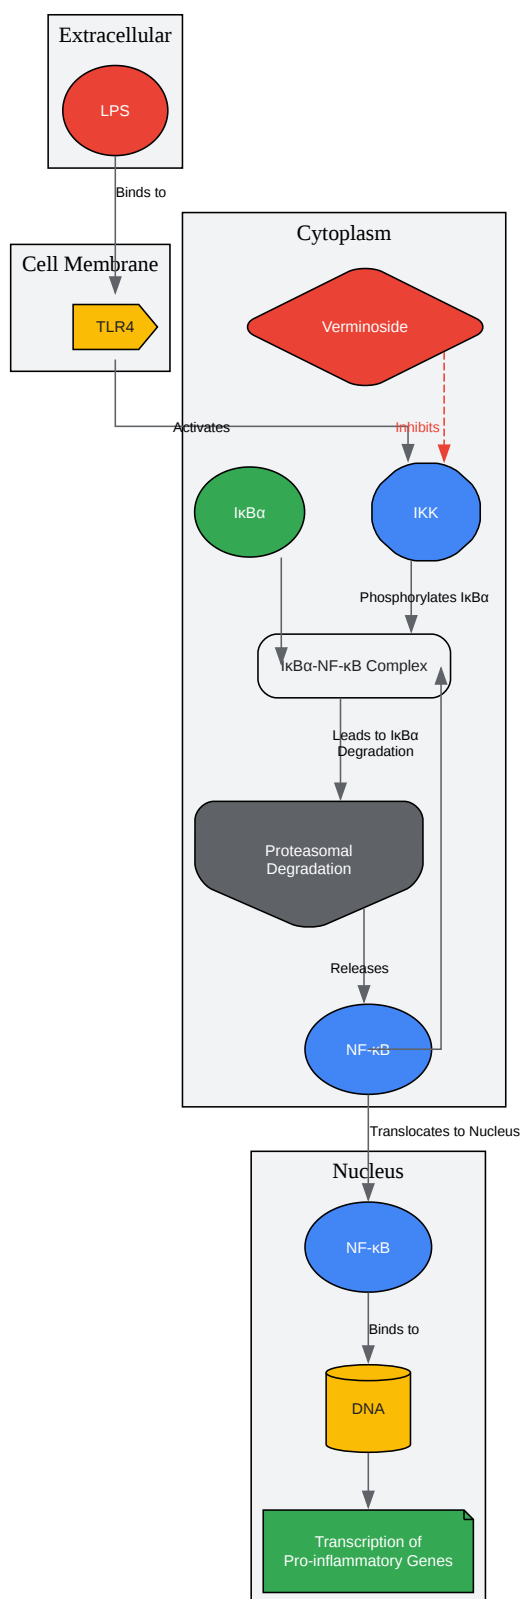 Extracellular
LPS
Binds to
Cell Membrane
TLR4
Cytoplasm
Verminoside
Activates
Inhibits
IκBα
IKK
Phosphorylates IκBα
IκBα-NF-κB Complex
Leads to IκBα
Degradation
Proteasomal
Degradation
Releases
NF-κB
Translocates to Nucleus
Nucleus
NF-κB
Binds to
DNA
Transcription of
Pro-inflammatory Genes